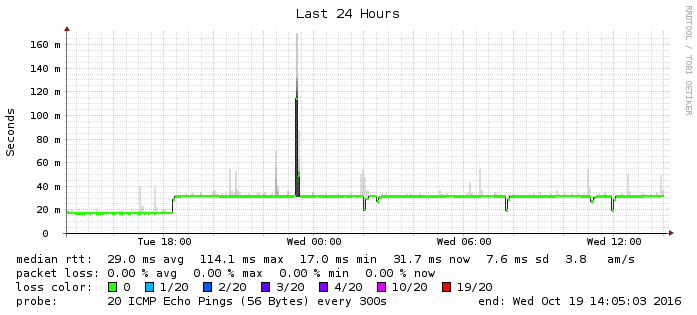 Last 24 Hours
RRDTOOL / TOBI OETIKER
Seconds
160 m
140 m
120 m
100 m
80 m
60 m
40 m
20 m
0
Tue 18:00 Wed 00:00 Wed 06:00 Wed 12:00
median rtt: 29.0 ms avg 114.1 ms max 17.0 ms min 31.7 ms now 7.6 ms sd 3.8 am/s
packet loss: 0.00 % avg 0.00 % max 0.00 % min 0.00 % now
loss color: 0 1/20 2/20 3/20 4/20 10/20 19/20
probe: 20 ICMP Echo Pings (56 Bytes) every 300s end: Wed Oct 19 14:05:03 2016